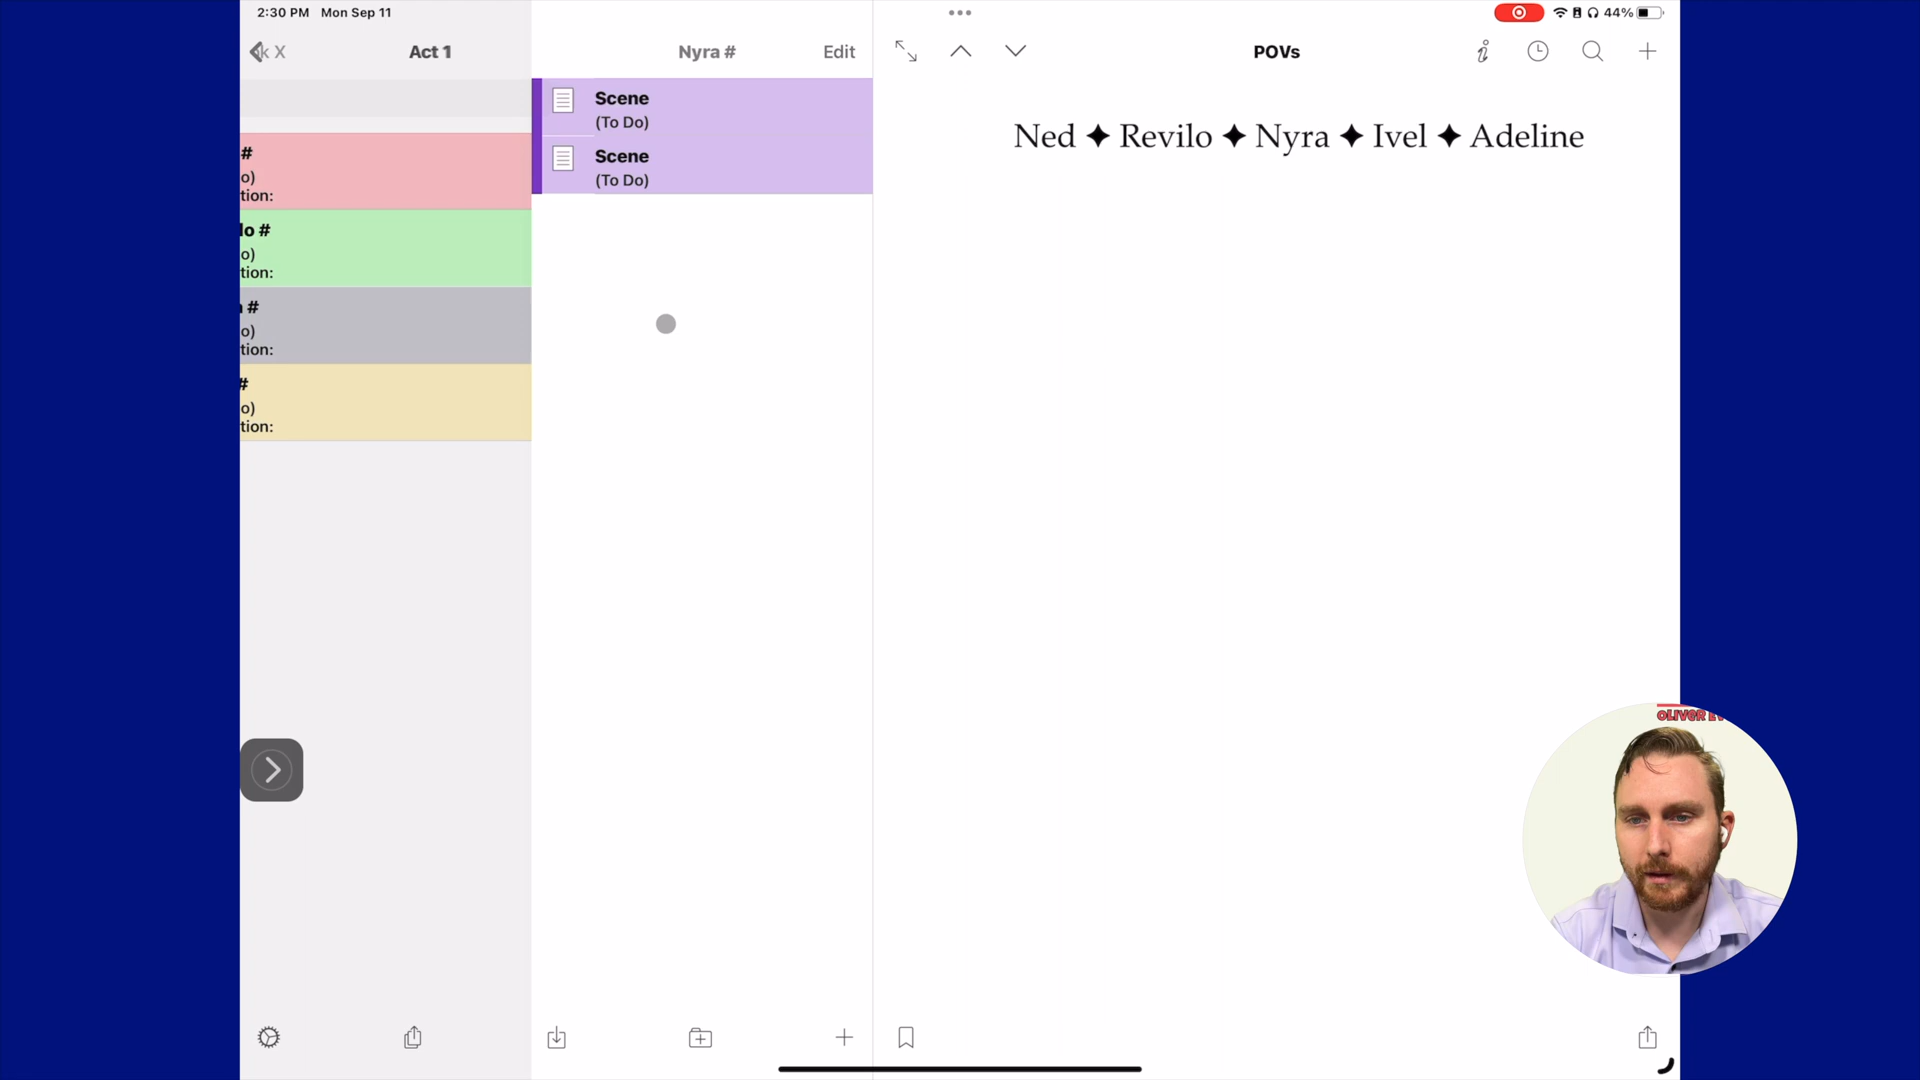 2:30 PM Mon Sep 11
44%
k X
Act 1
Nyra #
Edit
POVs
Scene
(To Do)
Scene
(To Do)
Ned ✦ Revilo ✦ Nyra ✦ Ivel ✦ Adeline
#
o)
tion:
lo #
o)
tion:
#
o)
tion:
#
o)
tion:
OLIVER